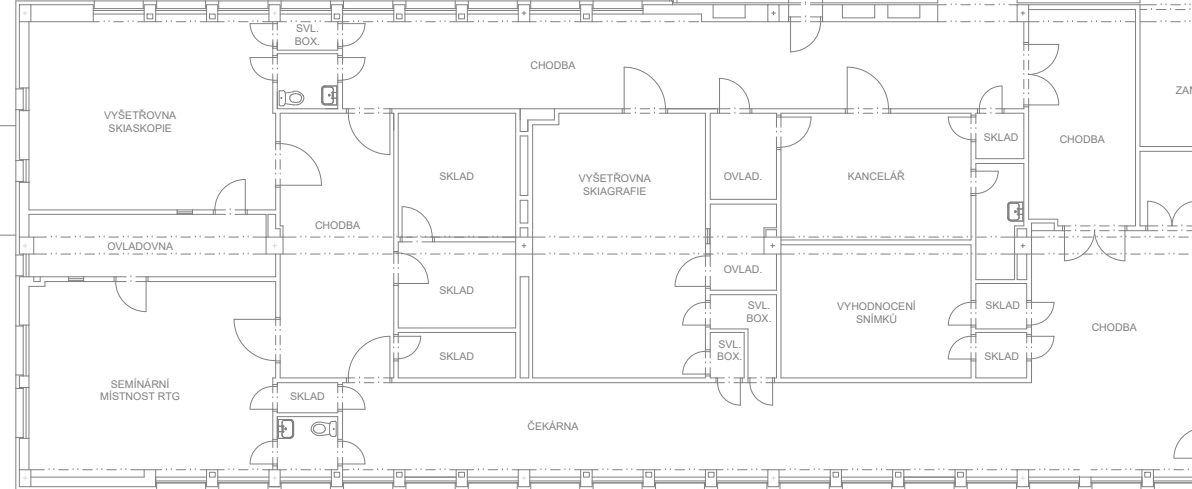 SVL.
BOX.
CHODBA
VYŠETŘOVNA
SKIASKOPIE
SKLAD
VYŠETŘOVNA
SKIAGRAFIE
OVLAD.
KANCELÁŘ
SKLAD
CHODBA
CHODBA
OVLADOVNA
SKLAD
OVLAD.
SVL.
BOX.
VYHODNOCENÍ
SNÍMKŮ
SKLAD
CHODBA
SKLAD
SVL.
BOX.
SKLAD
SEMÍNÁRNÍ
MÍSTNOST RTG
SKLAD
ČEKÁRNA